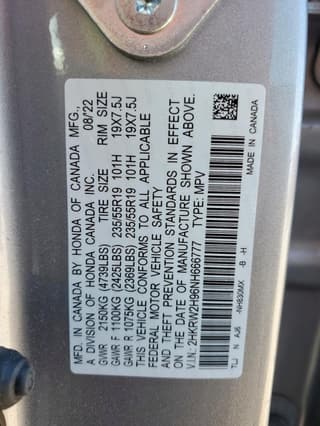 MFD. IN CANADA BY HONDA OF CANADA MFG.,
A DIVISION OF HONDA CANADA INC. 08/22
TIRE SIZE RIM SIZE
GVWR 2150KG (4739LBS)
GAWR F 1100KG (2425LBS) 235/55R19 101H 19X7.5J
GAWR R 1075KG (2369LBS) 235/55R19 101H 19X7.5J
THIS VEHICLE CONFORMS TO ALL APPLICABLE
FEDERAL MOTOR VEHICLE SAFETY
AND THEFT PREVENTION STANDARDS IN EFFECT
ON THE DATE OF MANUFACTURE SHOWN ABOVE.
V.I.N: 2HKRW2H96NH666777 TYPE: MPV
TLJ N AJ6 -NH830MX -B -H
MADE IN CANADA